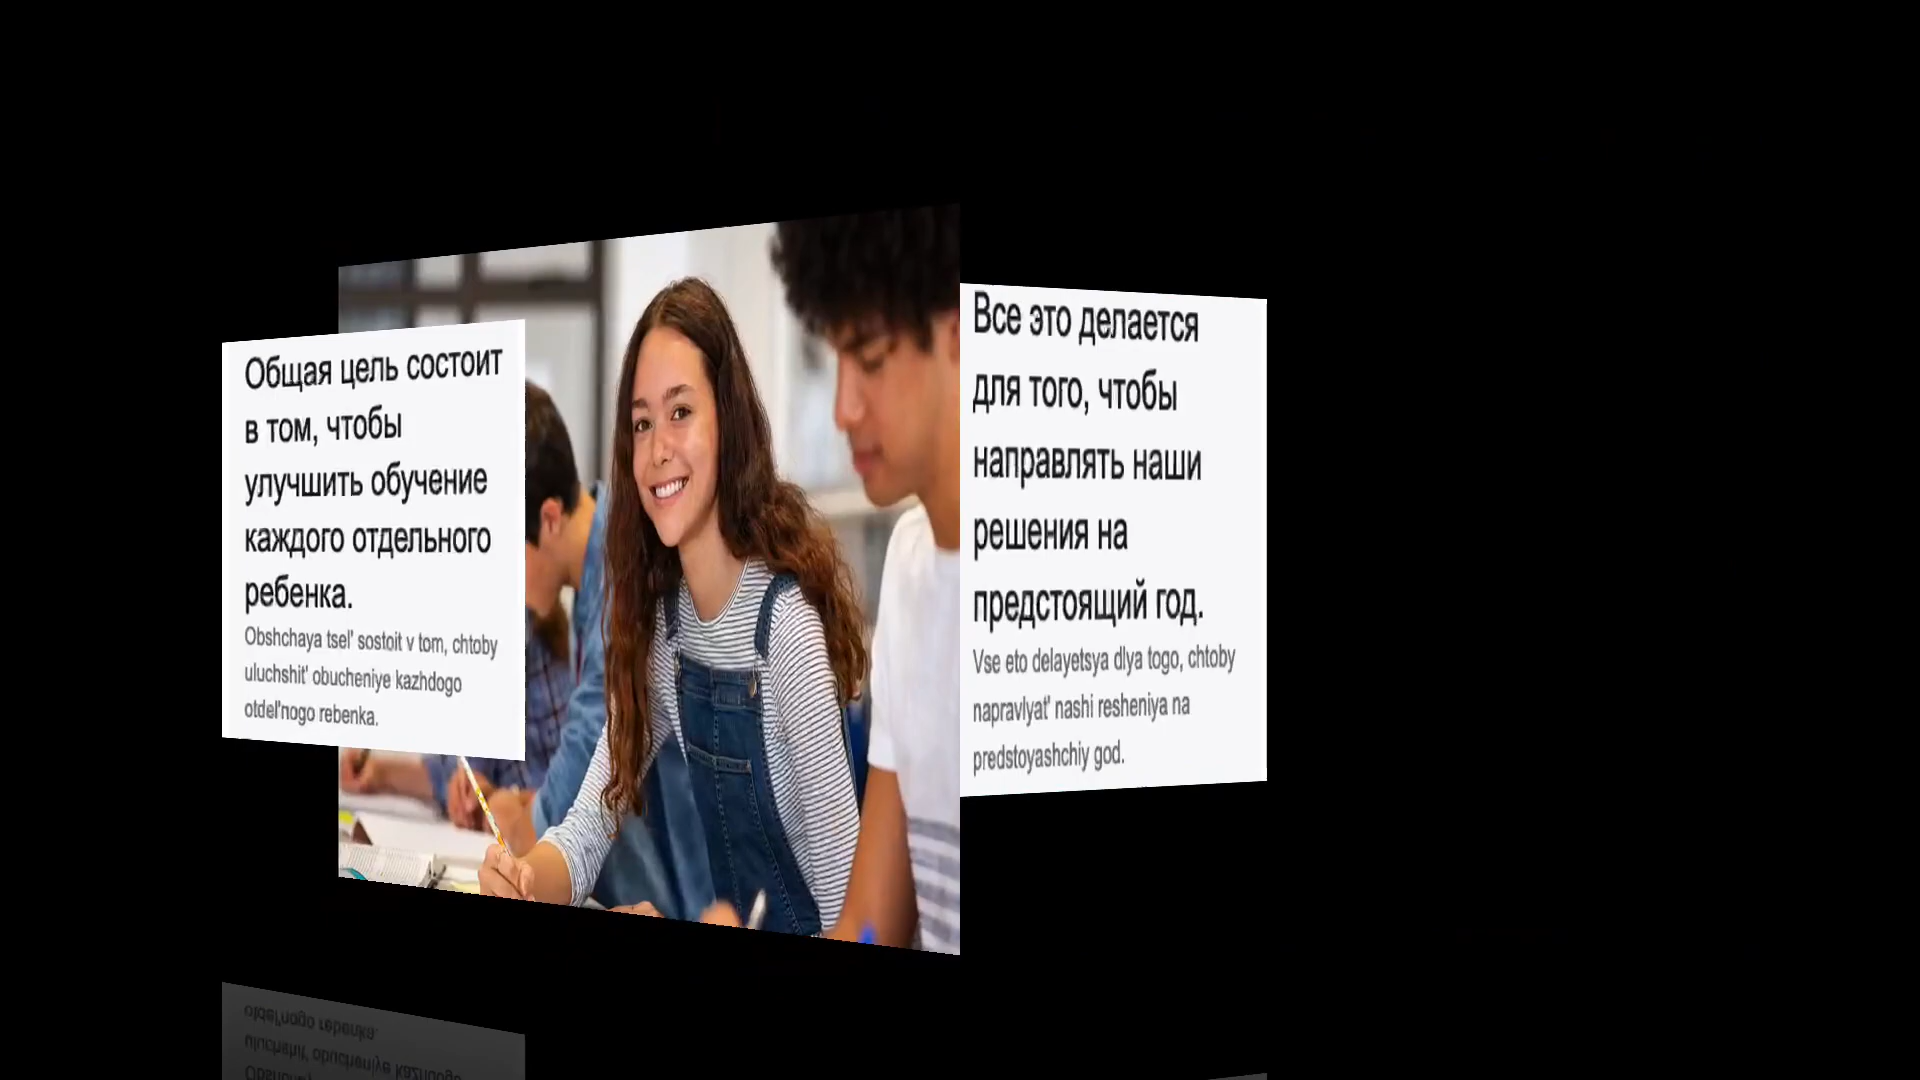 Общая цель состоит
в том, чтобы
улучшить обучение
каждого отдельного
ребенка.
Obshchaya tsel' sostoit v tom, chtoby
uluchshit' obucheniye kazhdogo
otdel'nogo rebenka.
Все это делается
для того, чтобы
направлять наши
решения на
предстоящий год.
Vse eto delayetsya dlya togo, chtoby
napravlyat' nashi resheniya na
predstoyashchiy god.